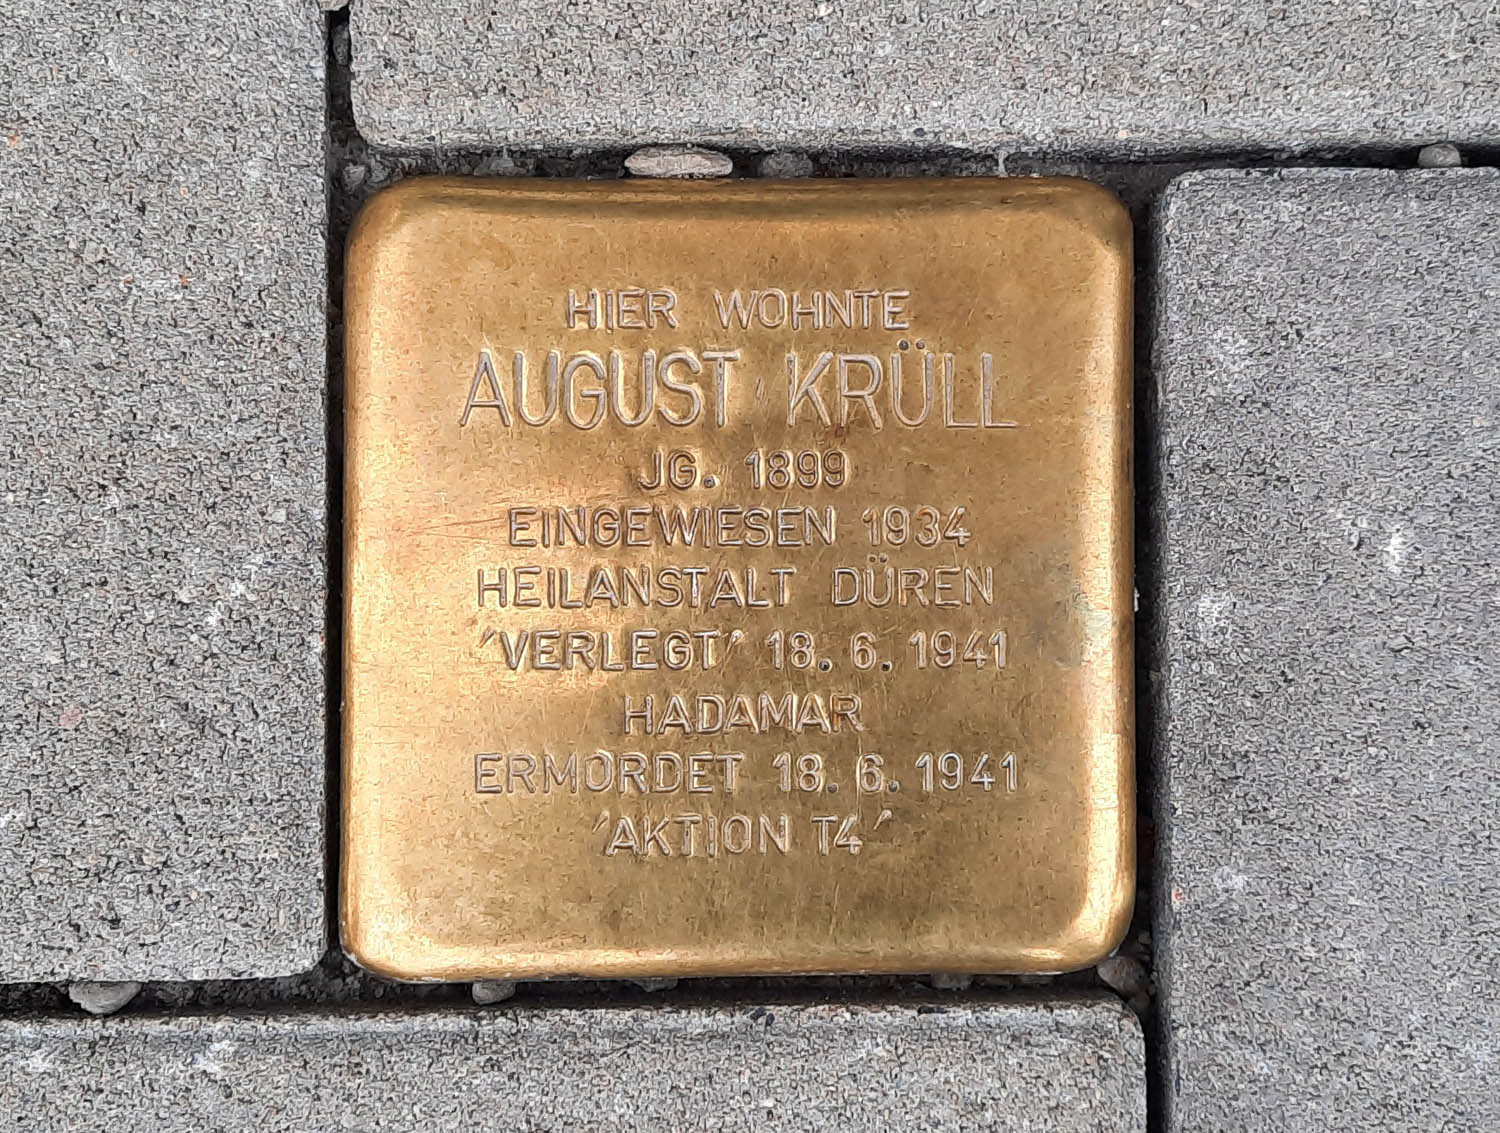 HIER WOHNTE
AUGUST KRÜLL
JG. 1899
EINGEWIESEN 1934
HEILANSTALT DÜREN
'VERLEGT' 18.6.1941
HADAMAR
ERMORDET 18.6.1941
'AKTION T4'